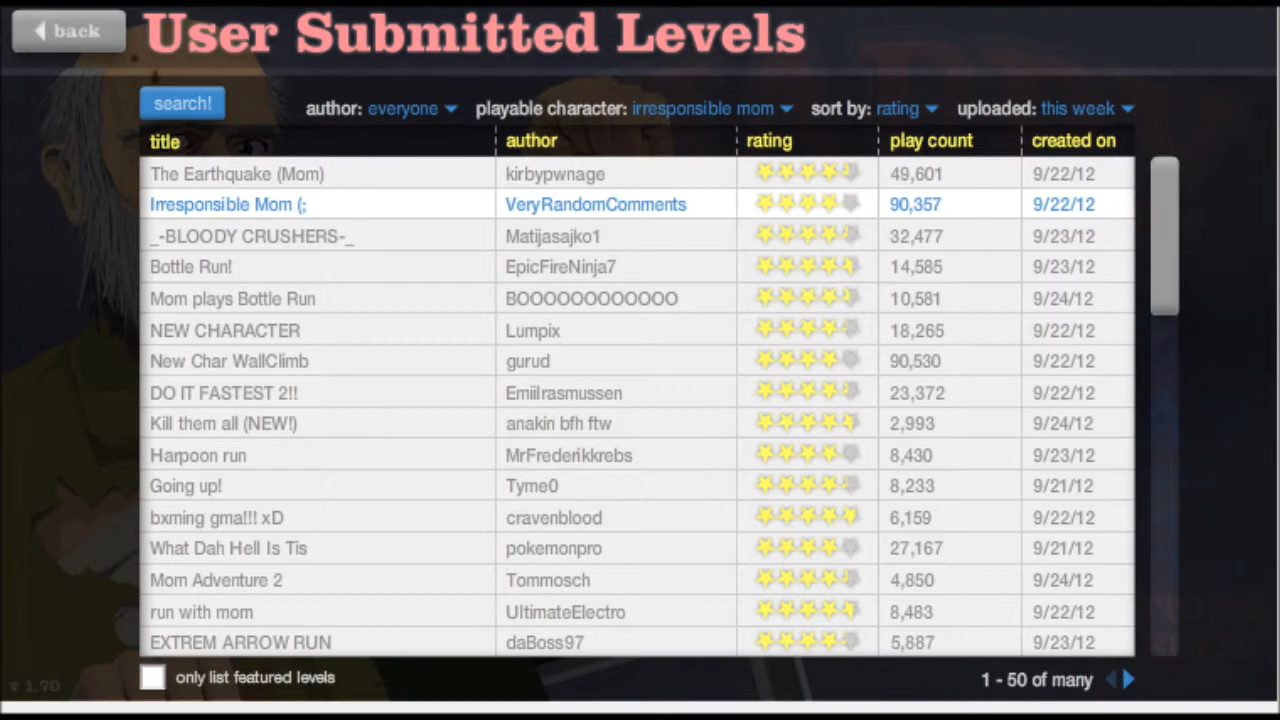 back
User Submitted Levels
search! author: everyone playable character: irresponsible mom sort by: rating uploaded: this week
title author rating play count created on
The Earthquake (Mom) kirbypwnage 49,601 9/22/12
Irresponsible Mom (; VeryRandomComments 90,357 9/22/12
_-BLOODY CRUSHERS-_ Matijasajko1 32,477 9/23/12
Bottle Run! EpicFireNinja7 14,585 9/23/12
Mom plays Bottle Run BOOOOOOOOOOOO 10,581 9/24/12
NEW CHARACTER Lumpix 18,265 9/22/12
New Char WallClimb gurud 90,530 9/22/12
DO IT FASTEST 2!! Emiilrasmussen 23,372 9/22/12
Kill them all (NEW!) anakin bfh ftw 2,993 9/24/12
Harpoon run MrFrederikkrebs 8,430 9/23/12
Going up! Tyme0 8,233 9/21/12
bxming gma!!! xD cravenblood 6,159 9/22/12
What Dah Hell Is Tis pokemonpro 27,167 9/21/12
Mom Adventure 2 Tommosch 4,850 9/24/12
run with mom UltimateElectro 8,483 9/22/12
EXTREM ARROW RUN daBoss97 5,887 9/23/12
only list featured levels 1 - 50 of many
v 1.70